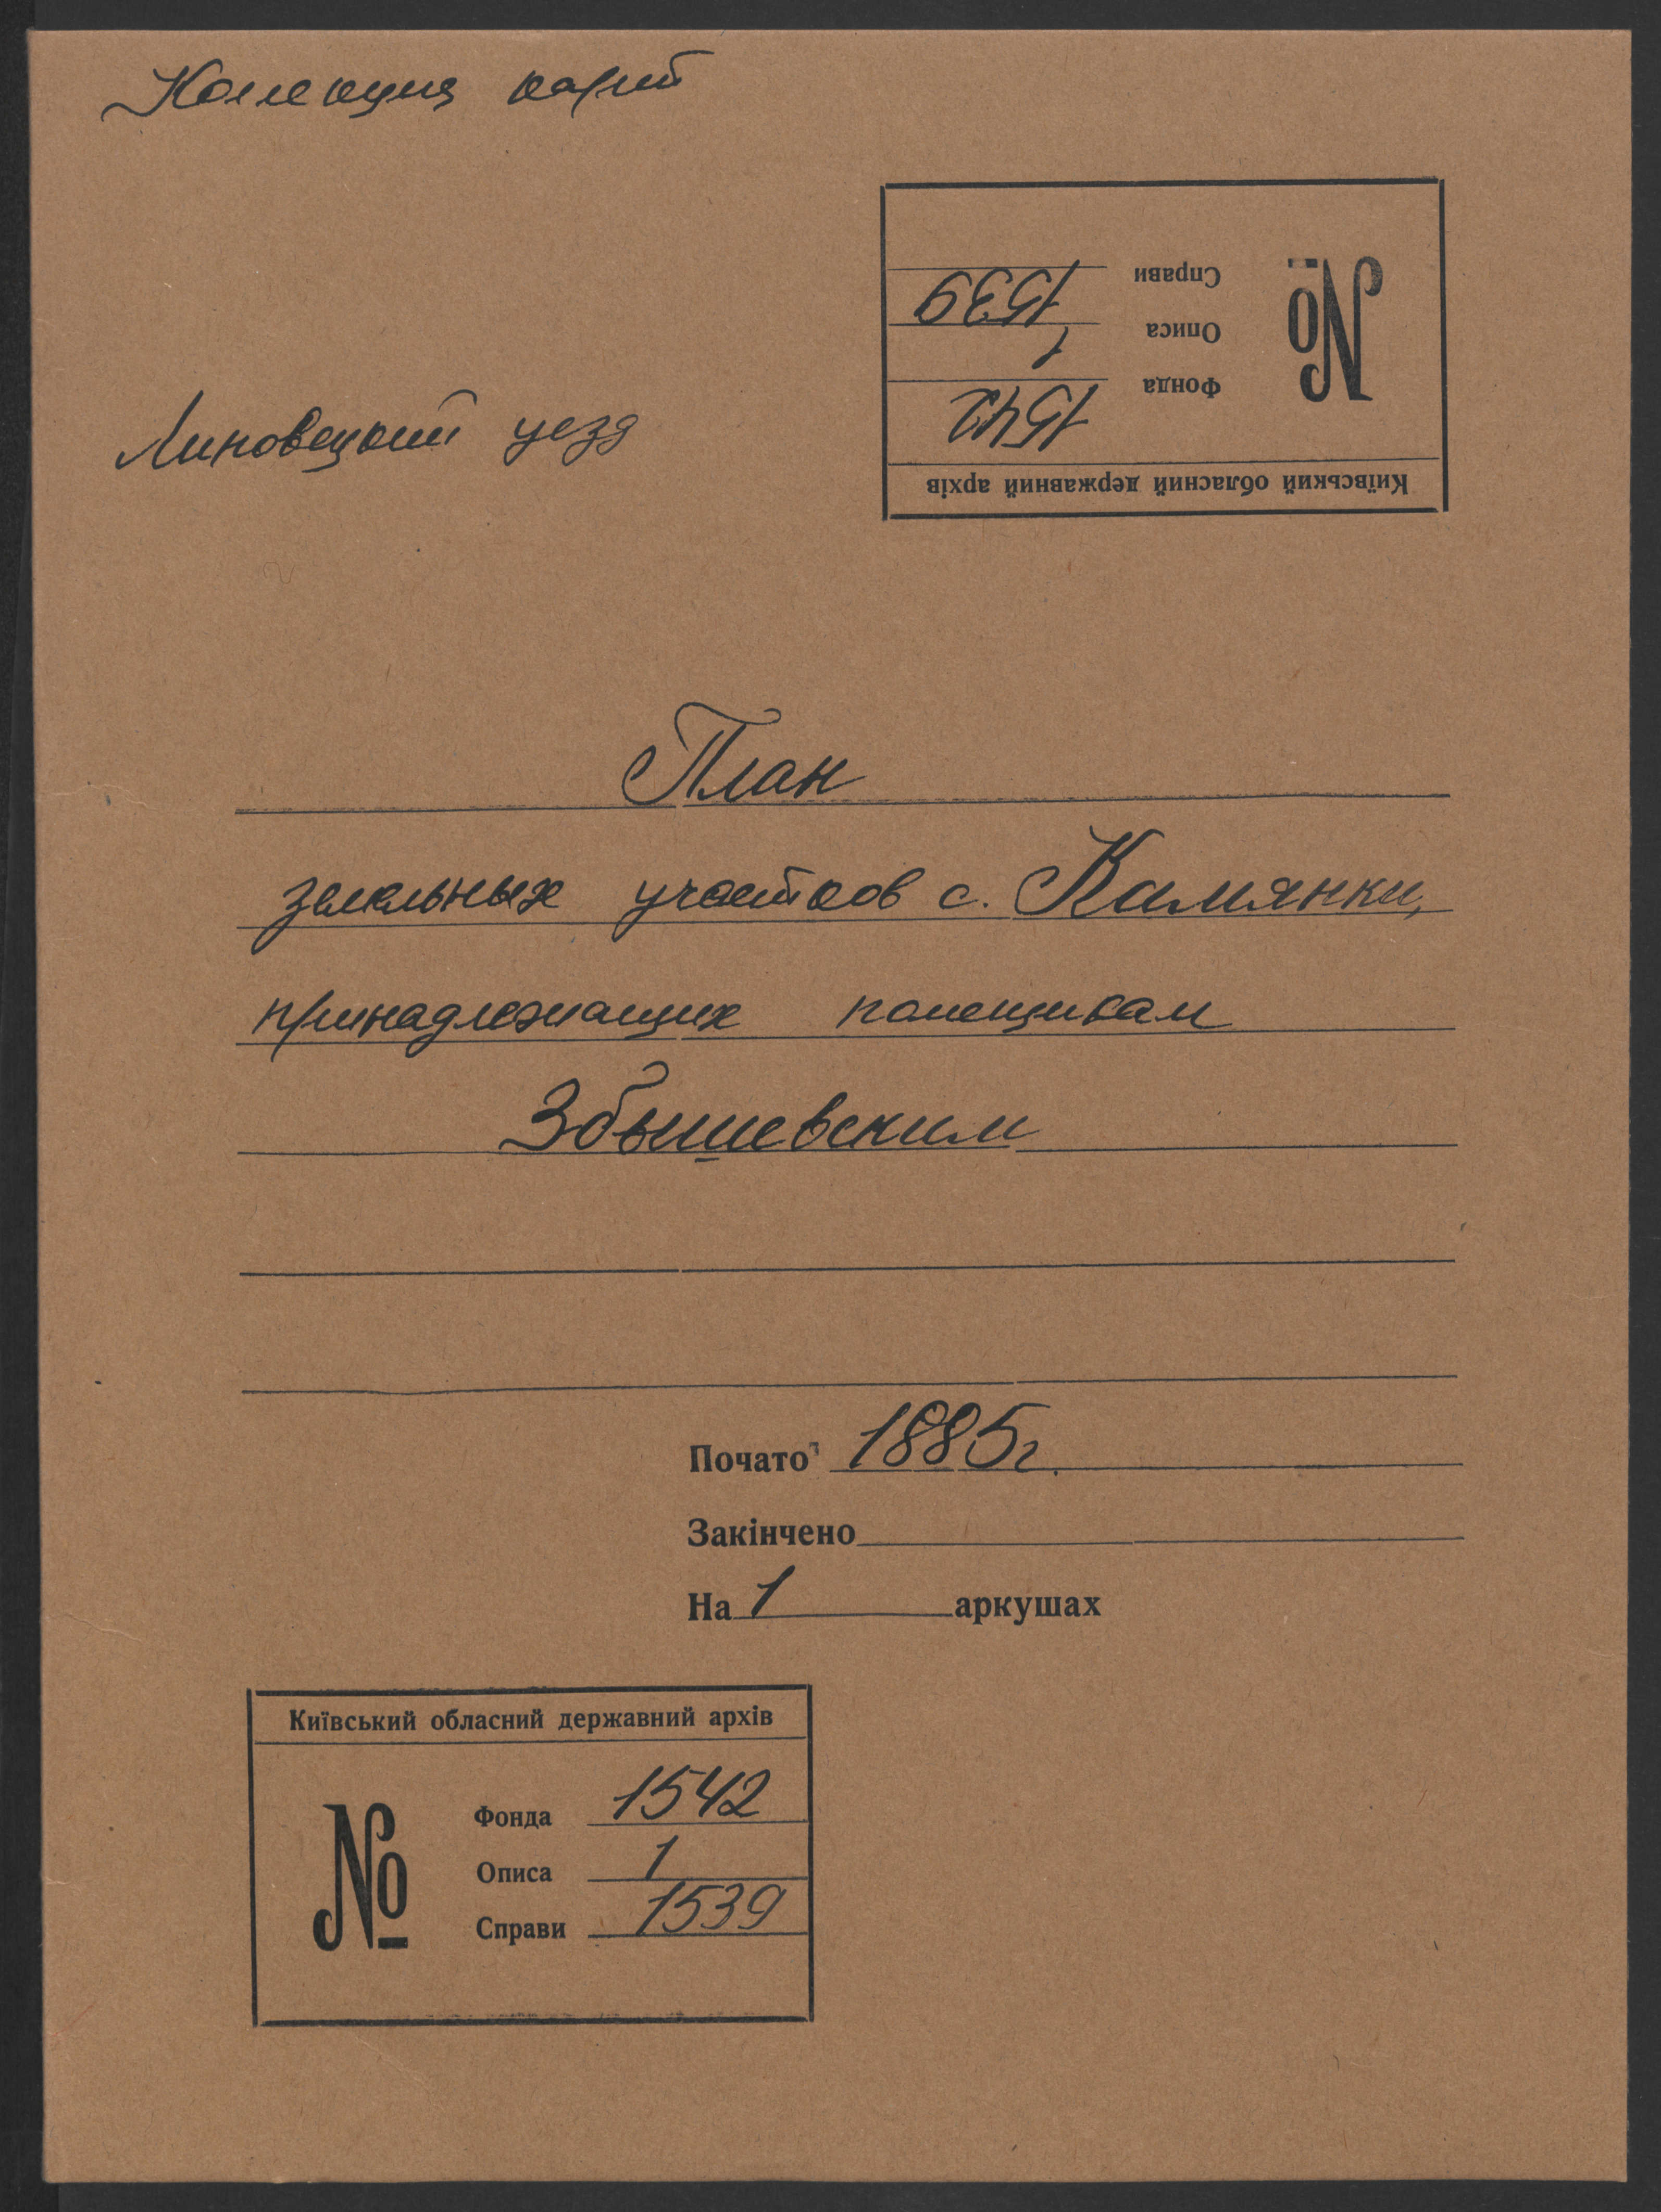 Коллекция карт
Київський обласний державний архів
№
Фонда 1542
Описа 1
Справи 1539
Липовецкий уезд
План
земельных участков с. Камянки,
принадлежащих помещикам
Збышевским
Почато 1885г.
Закінчено
На 1 аркушах
Київський обласний державний архів
№
Фонда 1542
Описа 1
Справи 1539